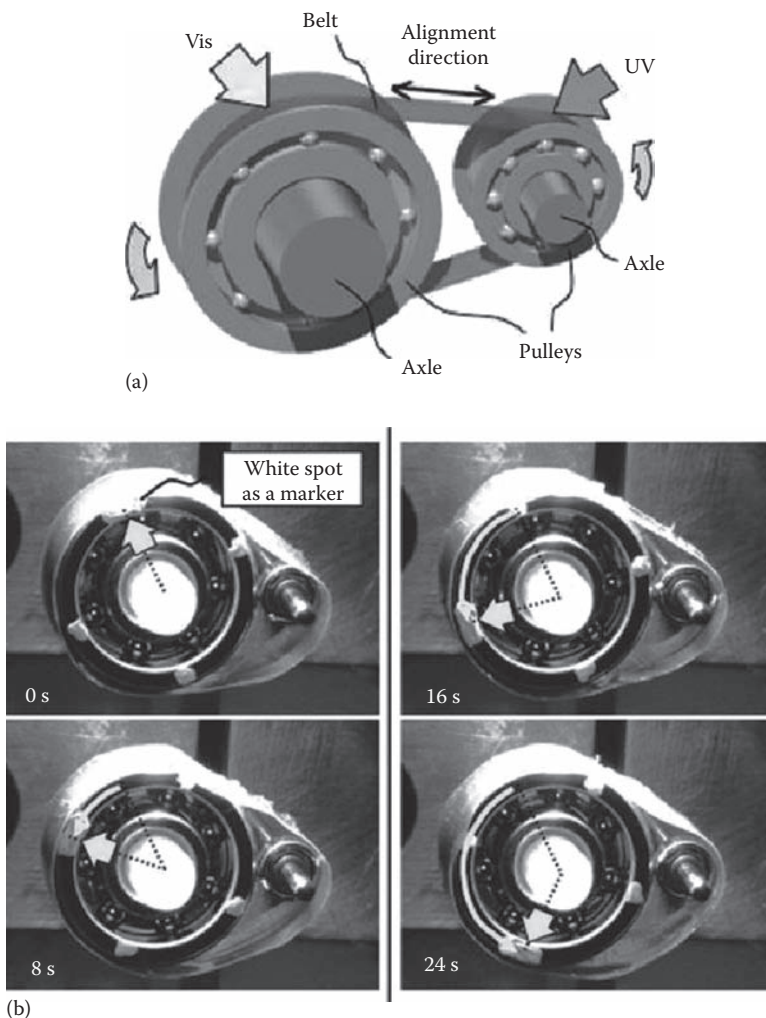 Belt
Vis
Alignment
direction
UV
Axle
Pulleys
Axle
(a)
White spot
as a marker
0 s
16 s
8 s
24 s
(b)